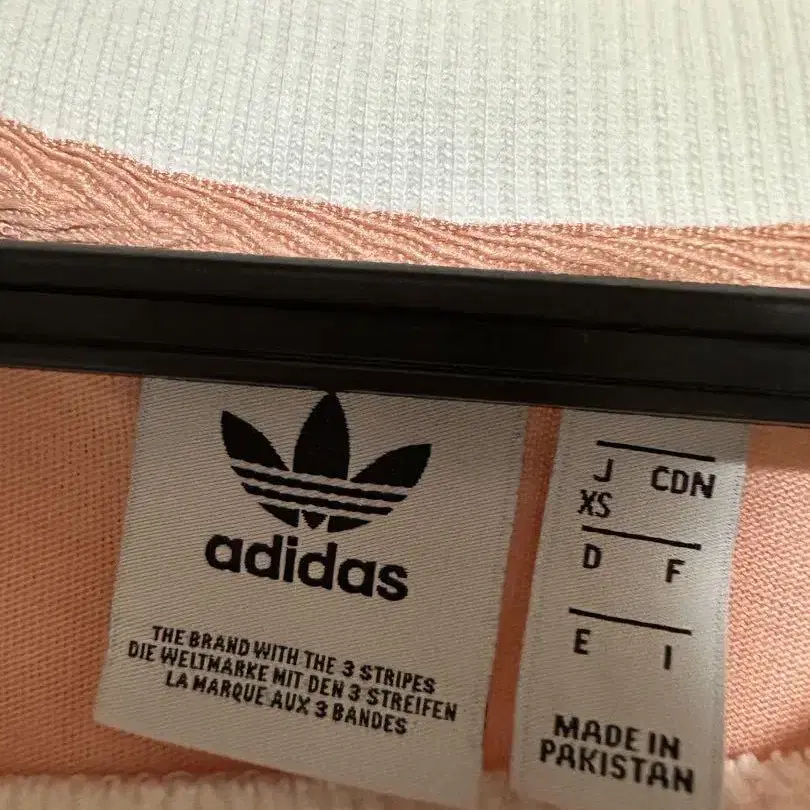 adidas
THE BRAND WITH THE 3 STRIPES
DIE WELTMARKE MIT DEN 3 STREIFEN
LA MARQUE AUX 3 BANDES
J CDN
XS
D F
E I
MADE IN
PAKISTAN